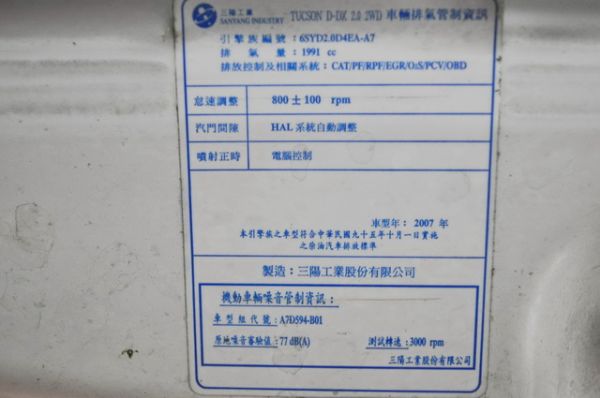 三陽工業
SANYANG INDUSTRY
TUCSON D-DX 2.0 2WD 車輛排氣管制資訊
引擎族編號：6SYD2.0D4EA-A7
排氣量：1991 cc
排放控制及相關系統：CAT/PF/RPF/EGR/OxS/PCV/OBD
怠速調整 800±100 rpm
汽門間隙 HAL 系統自動調整
噴射正時 電腦控制
車型年：2007 年
本引擎族之車型符合中華民國九十五年十月一日實施
之柴油汽車排放標準
製造：三陽工業股份有限公司
機動車輛噪音管制資訊：
車型組代號：A7D594-B01
原地噪音審驗值：77 dB(A) 測試轉速：3000 rpm
三陽工業股份有限公司